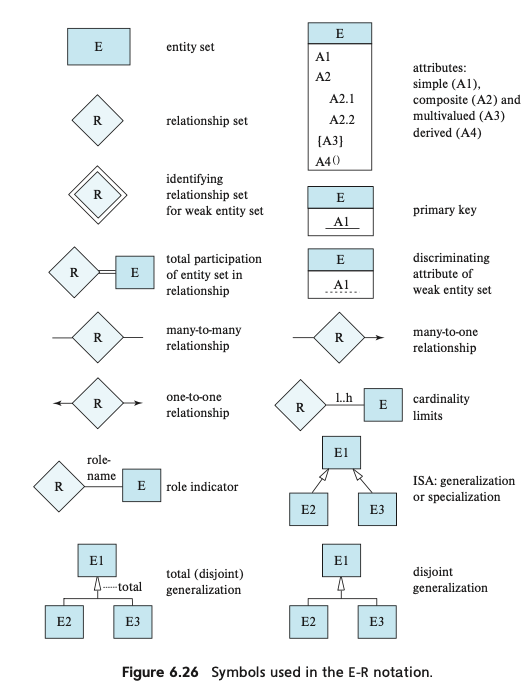 E
entity set
E
A1
A2
A2.1
A2.2
{A3}
A4()
attributes:
simple (A1),
composite (A2) and
multivalued (A3)
derived (A4)
R
relationship set
R
identifying
relationship set
for weak entity set
E
A1
primary key
R
E
total participation
of entity set in
relationship
E
A1
discriminating
attribute of
weak entity set
R
many-to-many
relationship
R
many-to-one
relationship
R
one-to-one
relationship
R
l..h
E
cardinality
limits
R
role-
name
E
role indicator
E1
E2
E3
ISA: generalization
or specialization
E1
total
E2
E3
total (disjoint)
generalization
E1
E2
E3
disjoint
generalization
Figure 6.26 Symbols used in the E-R notation.